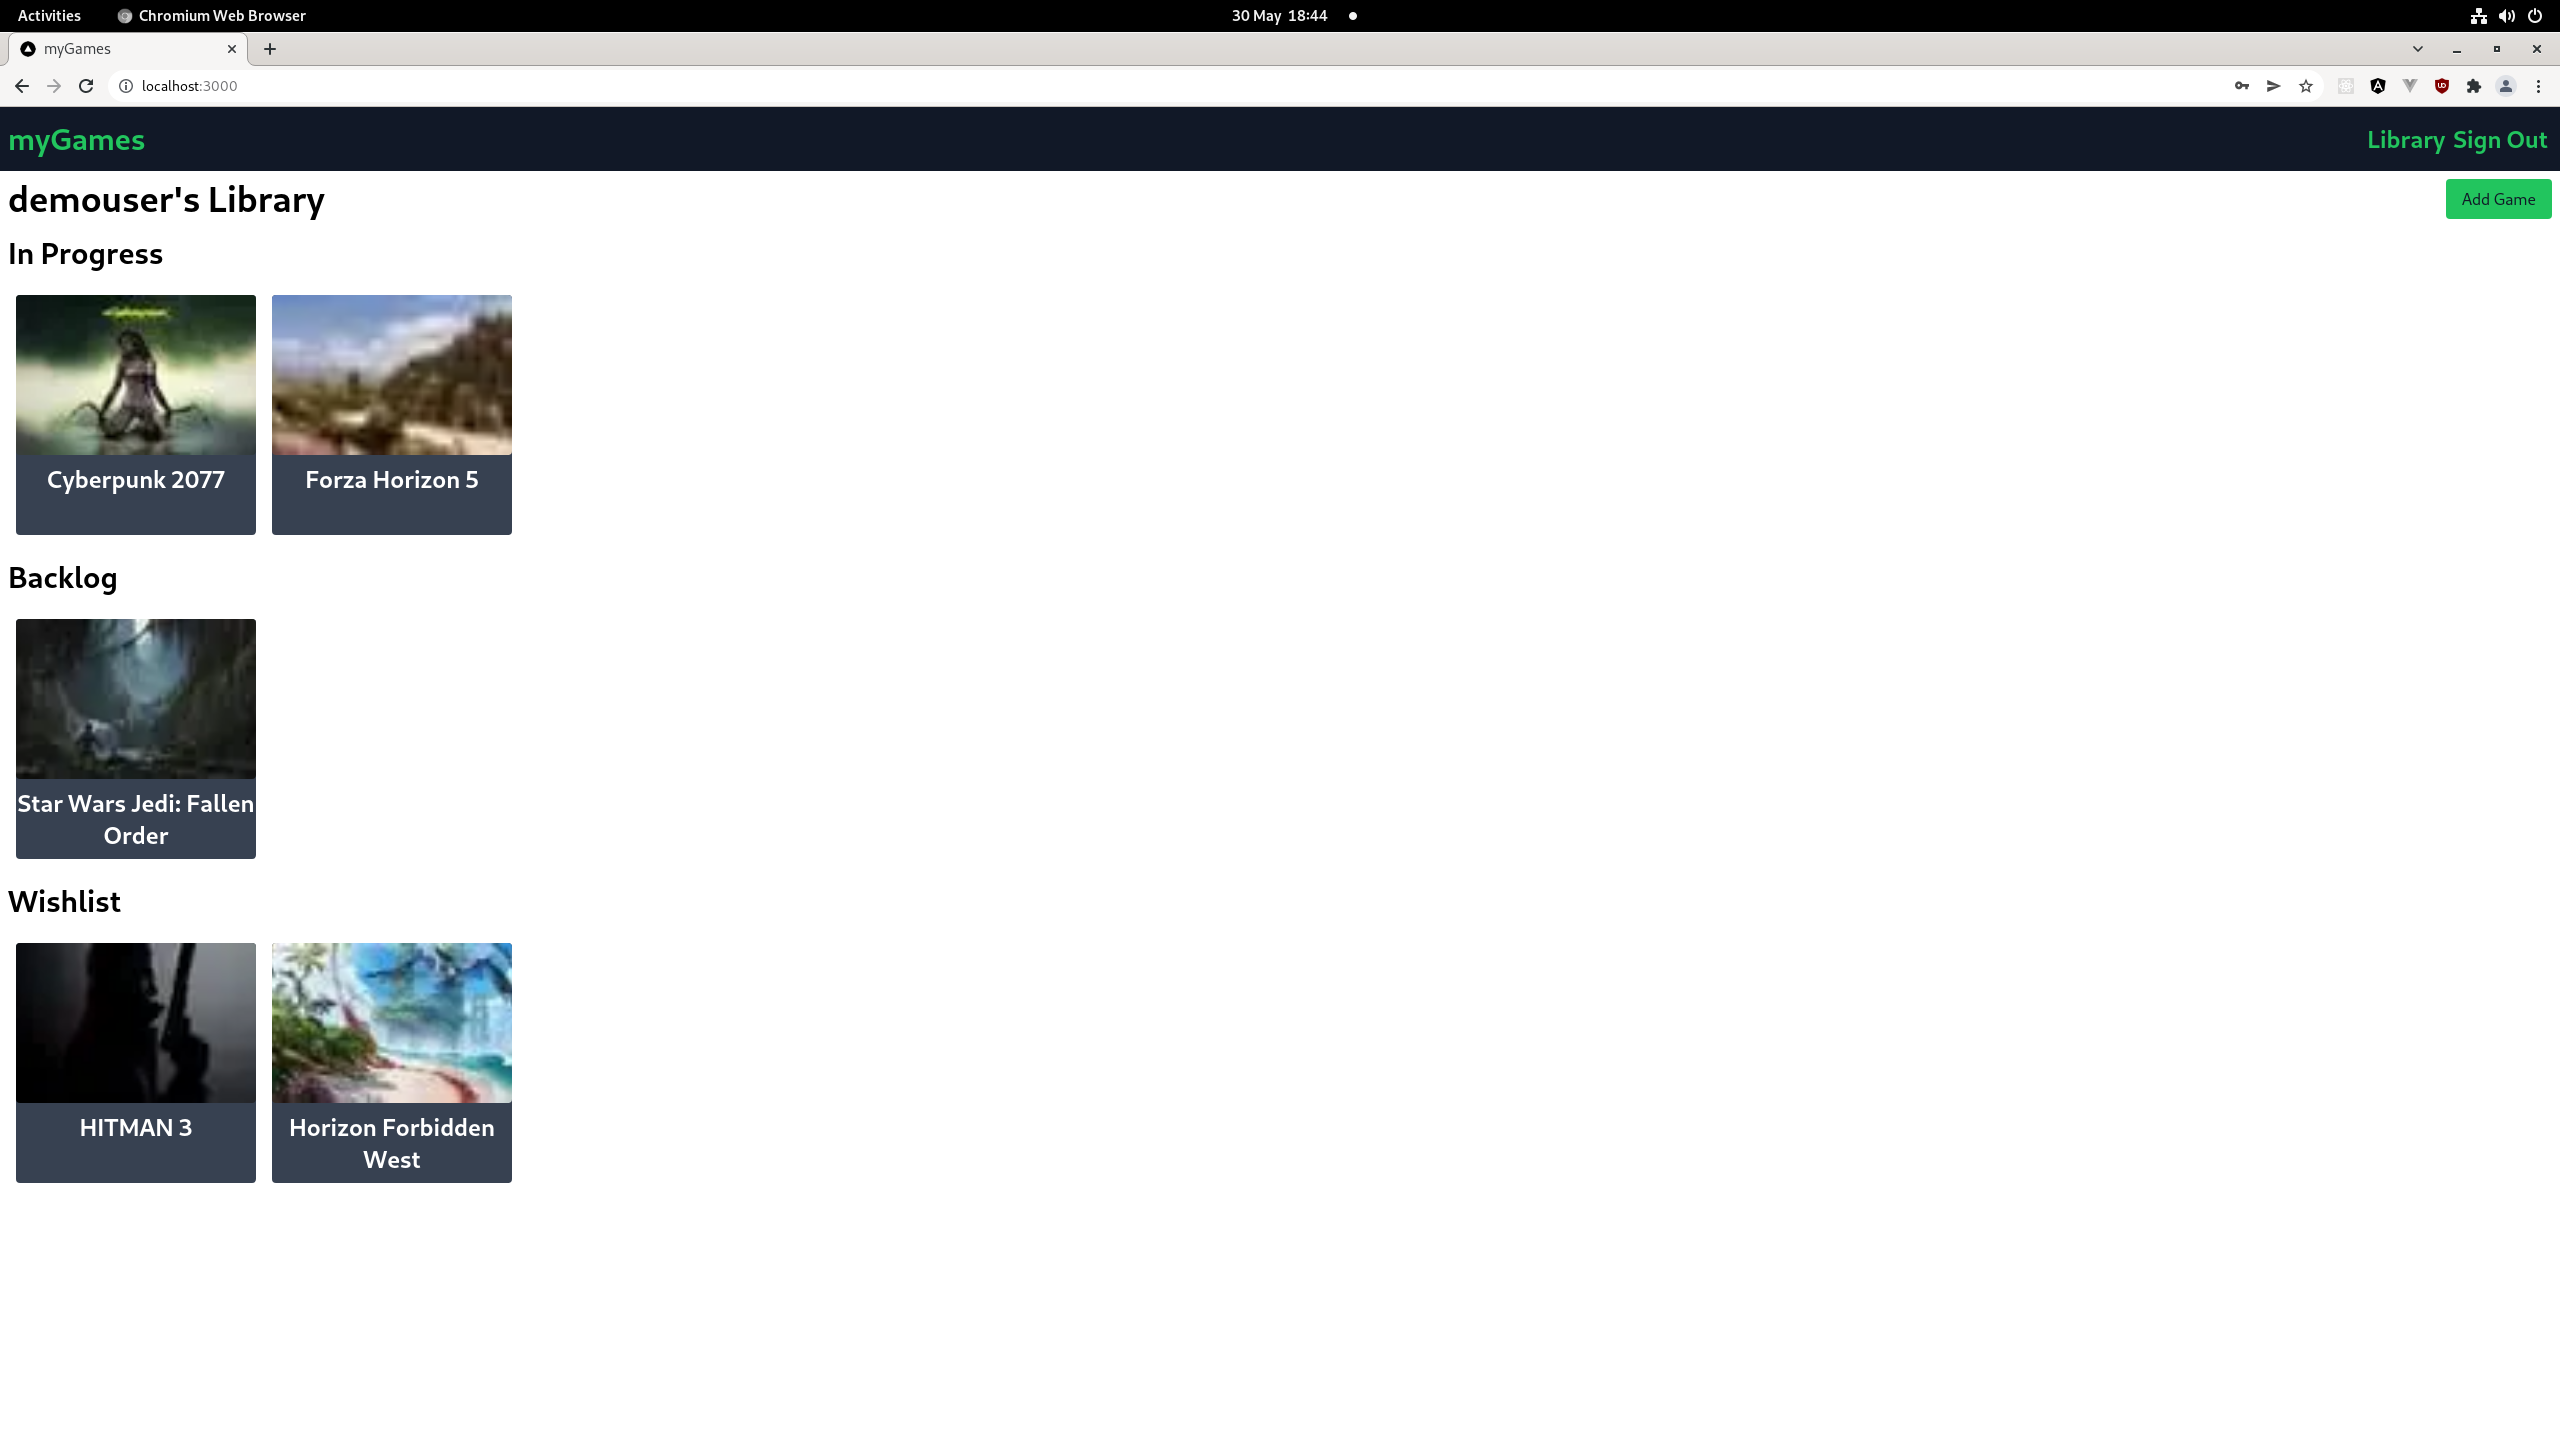 Activities
Chromium Web Browser
30 May 18:44
myGames
localhost:3000
myGames
Library Sign Out
demouser's Library
Add Game
In Progress
Cyberpunk 2077
Forza Horizon 5
Backlog
Star Wars Jedi: Fallen
Order
Wishlist
HITMAN 3
Horizon Forbidden
West